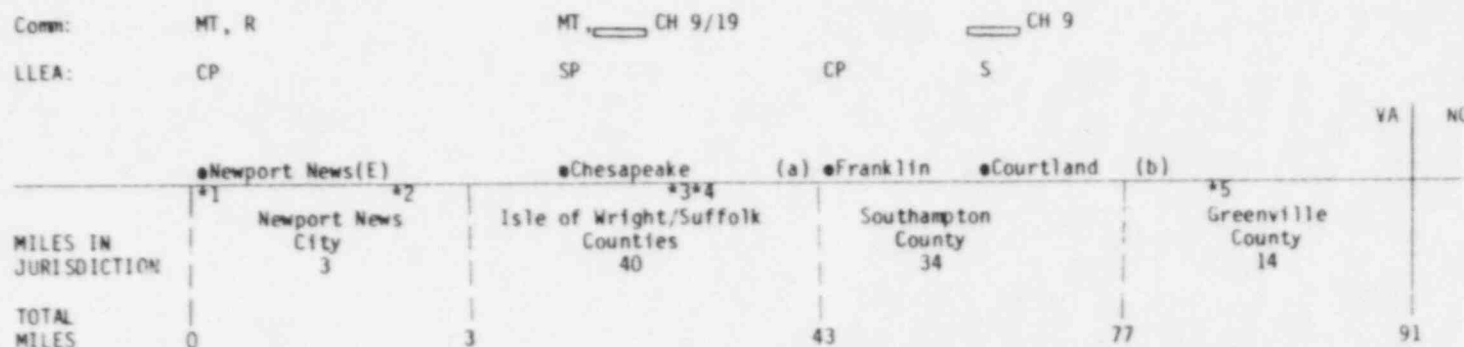 Comm: MT, R MT, CH 9/19 CH 9
LLEA: CP SP CP S
VA NC
●Newport News(E) ●Chesapeake (a) ●Franklin ●Courtland (b)
*1 *2 *3*4 *5
Newport News Isle of Wright/Suffolk Southampton Greenville
MILES IN City Counties County County
JURISDICTION 3 40 34 14
TOTAL
MILES 0 3 43 77 91